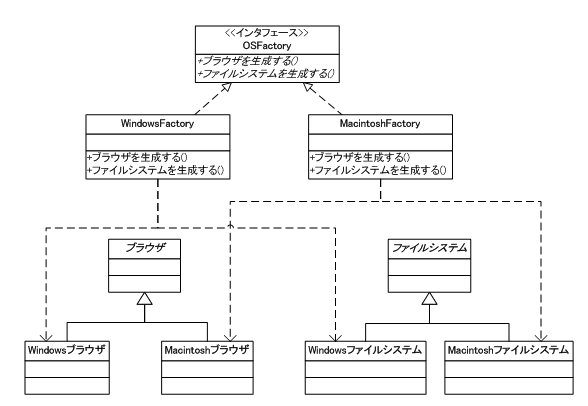 <<インタフェース>>
OSFactory
+ブラウザを生成する()
+ファイルシステムを生成する()
WindowsFactory
+ブラウザを生成する()
+ファイルシステムを生成する()
MacintoshFactory
+ブラウザを生成する()
+ファイルシステムを生成する()
ブラウザ
ファイルシステム
Windowsブラウザ
Macintoshブラウザ
Windowsファイルシステム
Macintoshファイルシステム